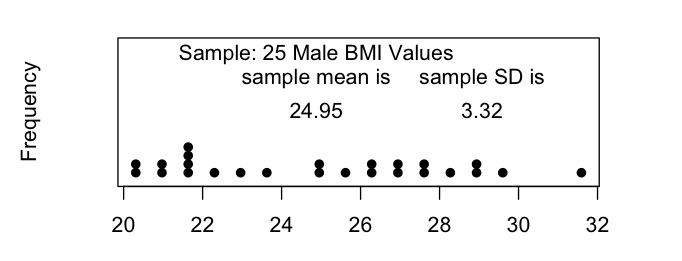 Sample: 25 Male BMI Values
sample mean is sample SD is
24.95 3.32
Frequency
20 22 24 26 28 30 32